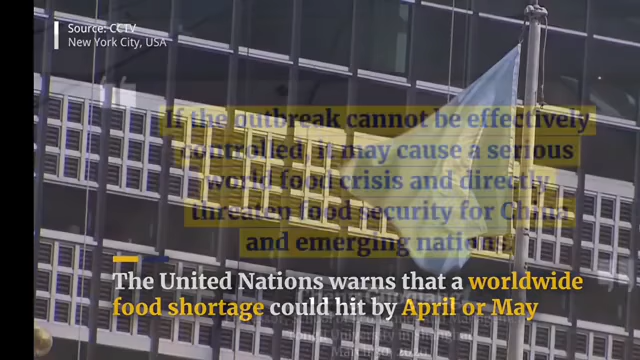 Source: CCTV
New York City, USA
“
If the outbreak cannot be effectively
controlled, it may cause a serious
world food crisis and directly
threaten food security for China
and emerging nations.
The United Nations warns that a worldwide
food shortage could hit by April or May